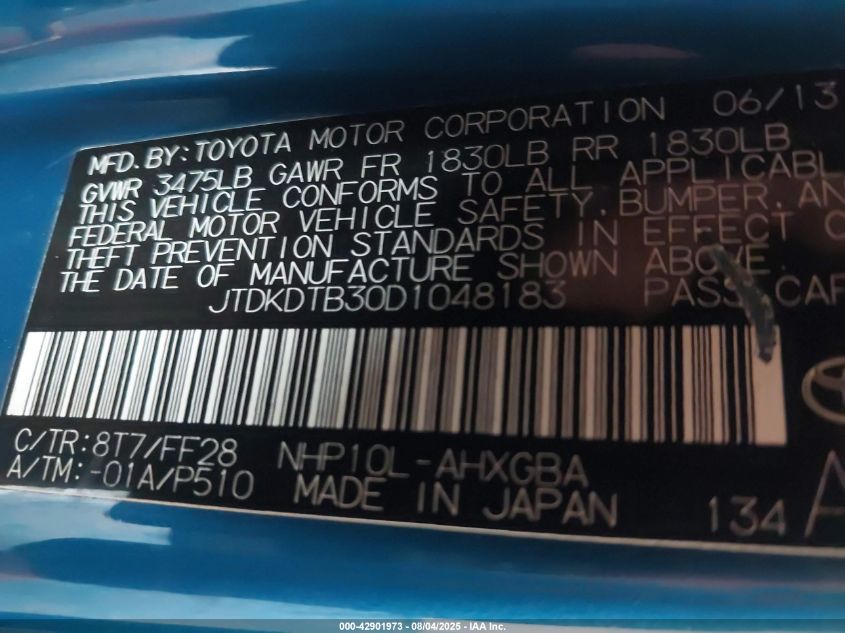 MFD. BY: TOYOTA MOTOR CORPORATION 06/13
GVWR 3475LB GAWR FR 1830LB RR 1830LB
THIS VEHICLE CONFORMS TO ALL APPLICABL
FEDERAL MOTOR VEHICLE SAFETY, BUMPER, AN
THEFT PREVENTION STANDARDS IN EFFECT O
THE DATE OF MANUFACTURE SHOWN ABOVE.
JTDKDTB30D1048183 PASS CAR
C/TR: 8T7/FF28 NHP10L-AHXGBA
A/TM: -01A/P510 MADE IN JAPAN
134 A
000-42901973 - 08/04/2025 - IAA Inc.